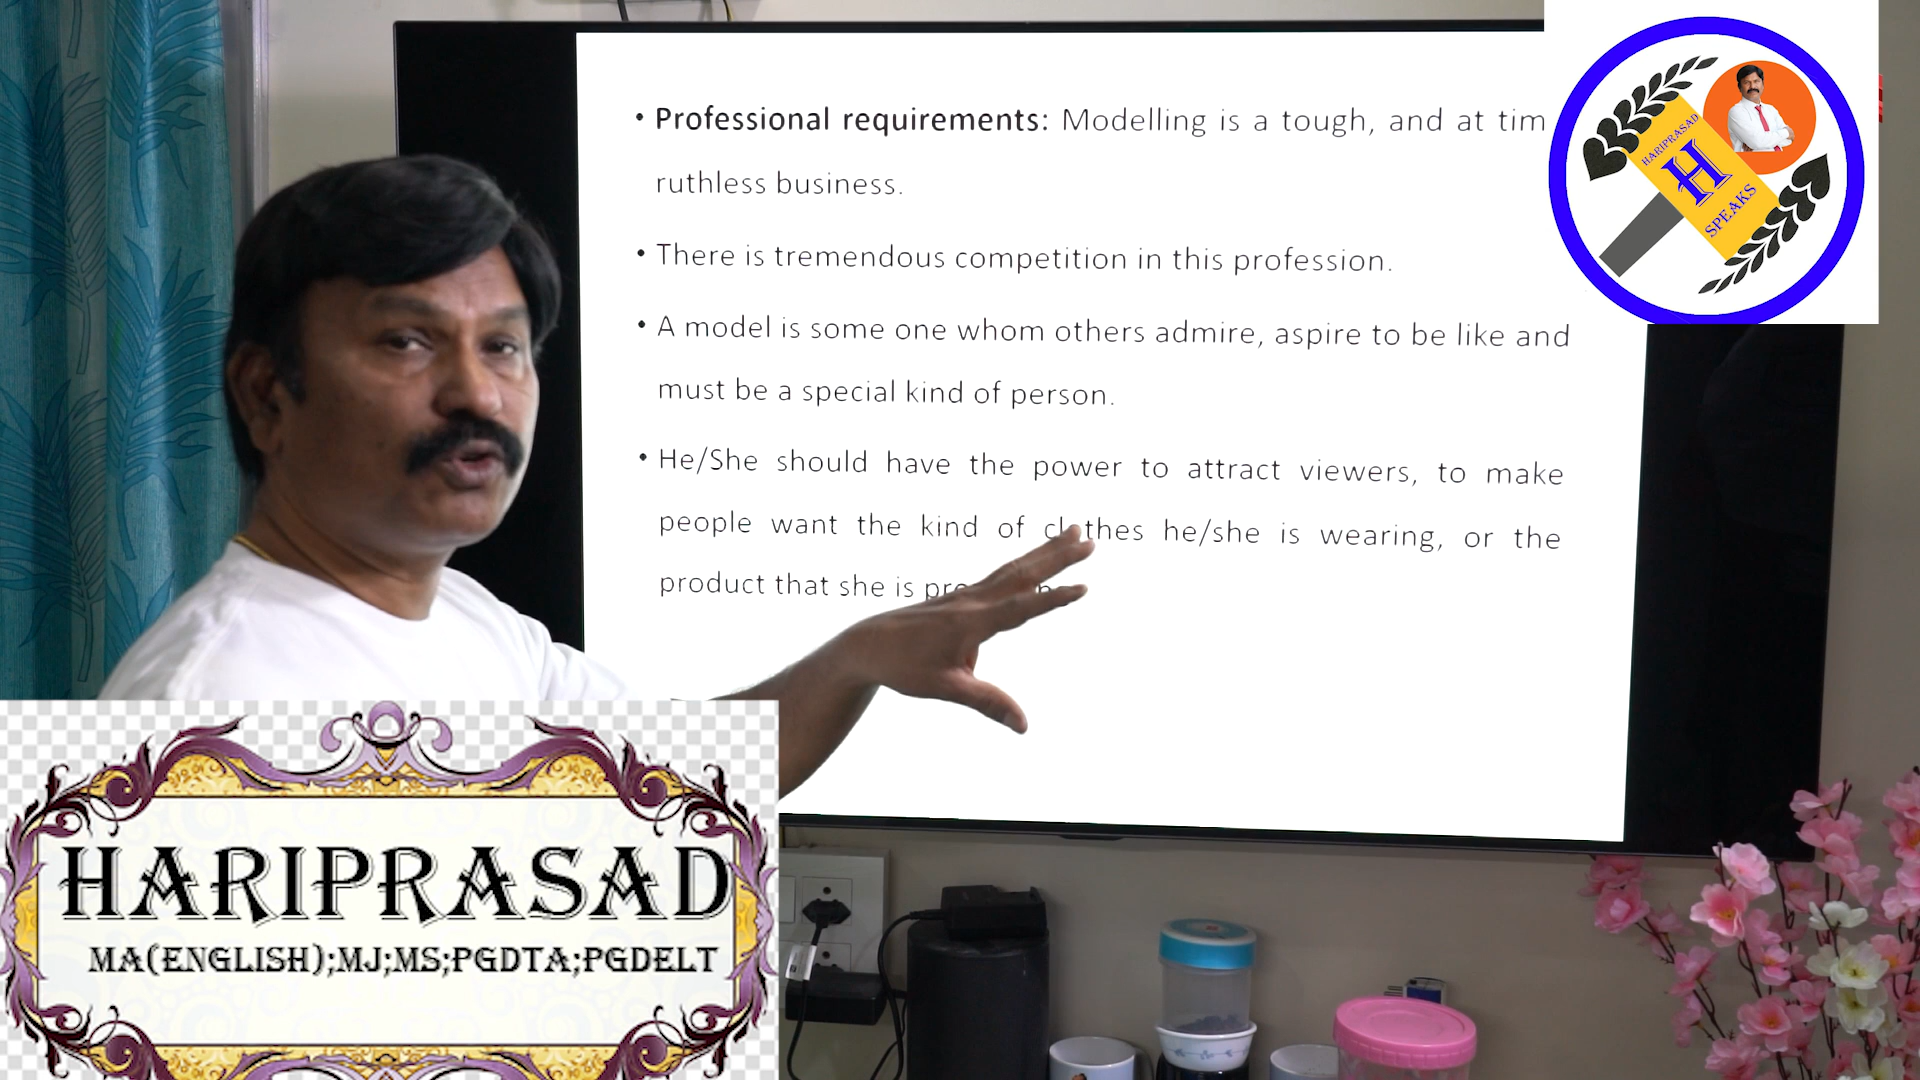 • Professional requirements: Modelling is a tough, and at tim
ruthless business.
• There is tremendous competition in this profession.
• A model is some one whom others admire, aspire to be like and
must be a special kind of person.
• He/She should have the power to attract viewers, to make
people want the kind of clothes he/she is wearing, or the
product that she is
HARIPRASAD
H
SPEAKS
HARIPRASAD
MA(ENGLISH);MJ;MS;PGDTA;PGDELT